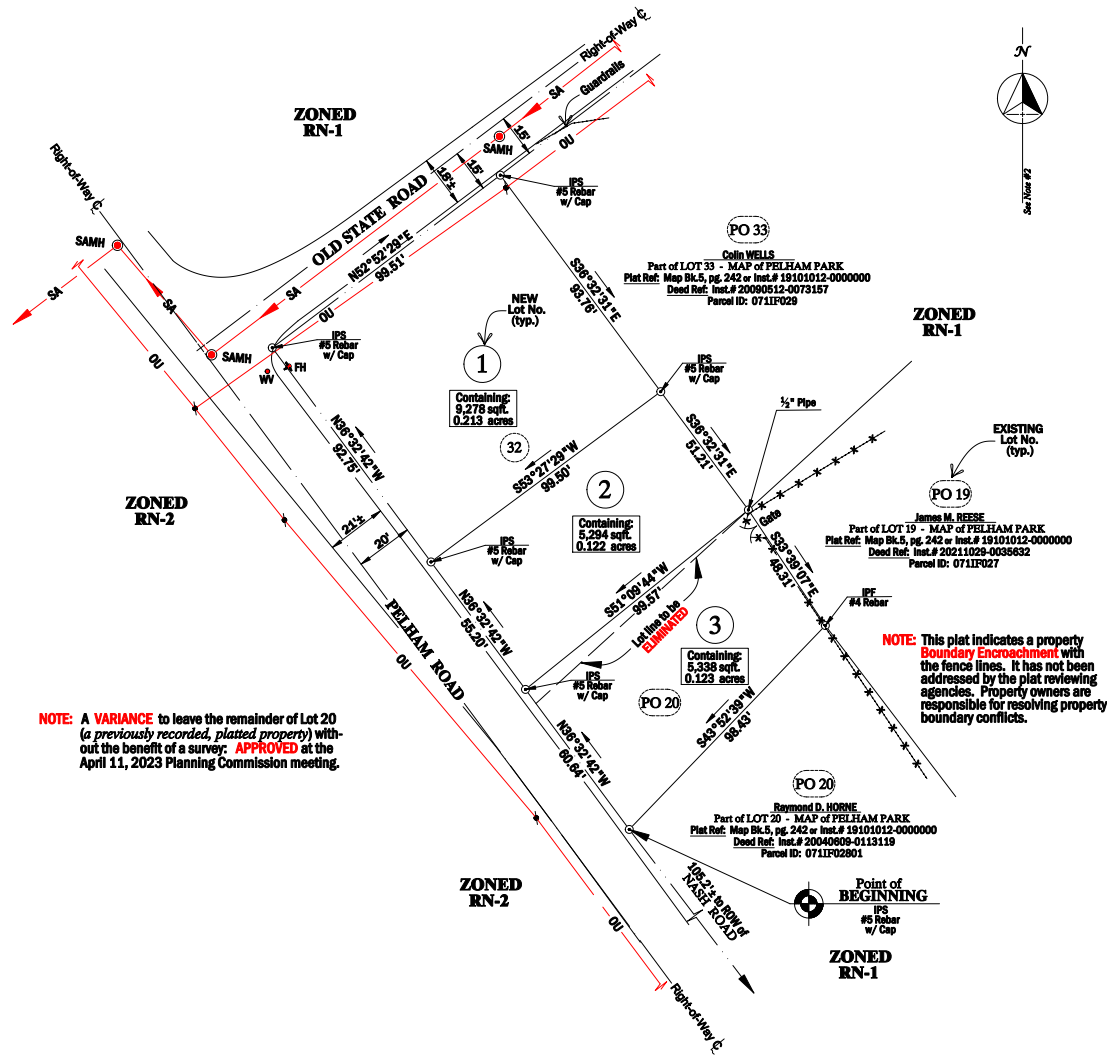 Right-of-Way ℄
Guardrails
SA
N
See Note #2
ZONED
RN-1
SAMH
15'
OU
15'
18'±
Right-of-Way ℄
OLD STATE ROAD
IPS
#5 Rebar
w/ Cap
PO 33
Colin WELLS
Part of LOT 33 - MAP of PELHAM PARK
Plat Ref: Map Bk.5, pg. 242 or Inst.# 19101012-0000000
Deed Ref: Inst.# 20090512-0073157
Parcel ID: 071IF029
SAMH
N52°52'29"E
99.51'
S36°32'31"E
93.76'
SA
SA
SA
NEW
Lot No.
(typ.)
OU
ZONED
RN-1
IPS
#5 Rebar
w/ Cap
SAMH
OU
WV
FH
1
Containing:
9,278 sqft.
0.213 acres
IPS
#5 Rebar
w/ Cap
½" Pipe
N36°32'42"W
92.75'
32
S53°27'29"W
99.50'
S36°32'31"E
51.21'
EXISTING
Lot No.
(typ.)
2
Containing:
5,294 sqft.
0.122 acres
PO 19
James M. REESE
Part of LOT 19 - MAP of PELHAM PARK
Plat Ref: Map Bk.5, pg. 242 or Inst.# 19101012-0000000
Deed Ref: Inst.# 20211029-0035632
Parcel ID: 071IF027
ZONED
RN-2
21'±
20'
Gate
IPS
#5 Rebar
w/ Cap
S33°39'07"E
48.31'
S51°09'44"W
99.57'
IPF
#4 Rebar
N36°32'42"W
55.20'
Lot line to be
ELIMINATED
3
Containing:
5,338 sqft.
0.123 acres
NOTE: This plat indicates a property
Boundary Encroachment with
the fence lines. It has not been
addressed by the plat reviewing
agencies. Property owners are
responsible for resolving property
boundary conflicts.
PELHAM ROAD
OU
IPS
#5 Rebar
w/ Cap
PO 20
S43°52'39"W
98.43'
NOTE: A VARIANCE to leave the remainder of Lot 20
(a previously recorded, platted property) with-
out the benefit of a survey: APPROVED at the
April 11, 2023 Planning Commission meeting.
N36°32'42"W
60.64'
PO 20
Raymond D. HORNE
Part of LOT 20 - MAP of PELHAM PARK
Plat Ref: Map Bk.5, pg. 242 or Inst.# 19101012-0000000
Deed Ref: Inst.# 20040609-0113119
Parcel ID: 071IF02801
ZONED
RN-2
105.2'± to ROW of
NASH ROAD
Point of
BEGINNING
IPS
#5 Rebar
w/ Cap
OU
ZONED
RN-1
Right-of-Way ℄